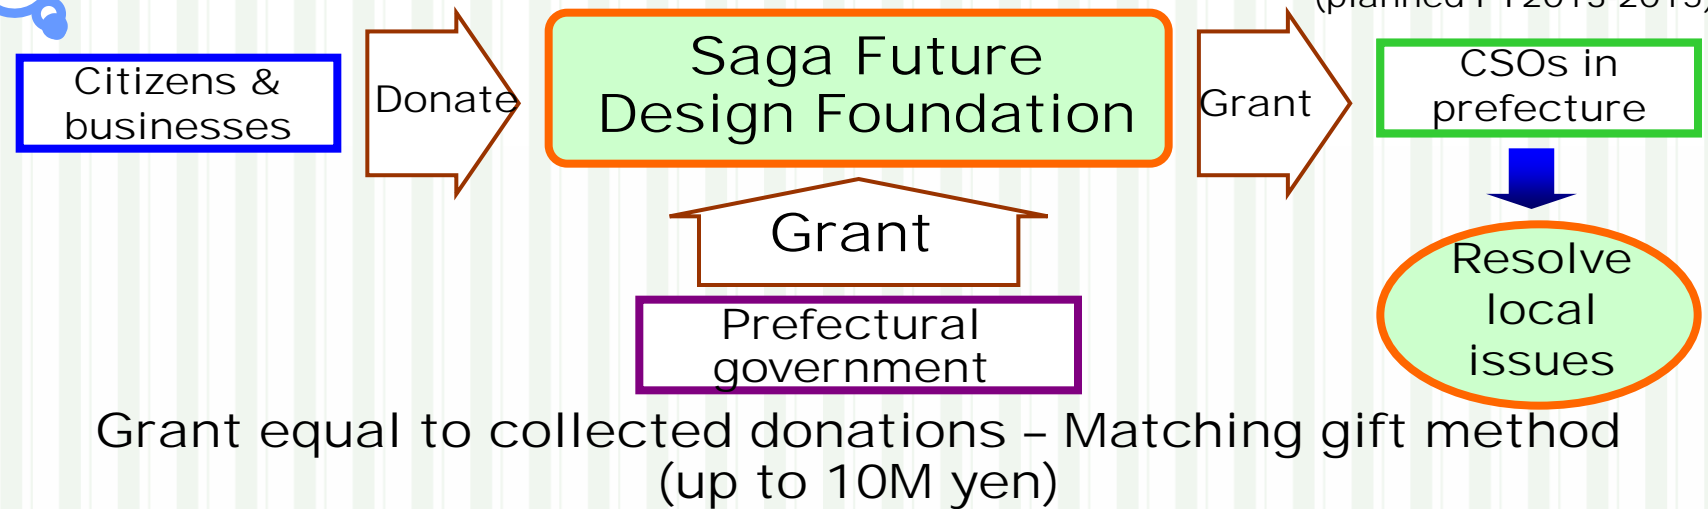 Citizens &
businesses
Donate
Saga Future
Design Foundation
Grant
CSOs in
prefecture
Grant
Prefectural
government
Resolve
local
issues
Grant equal to collected donations – Matching gift method
(up to 10M yen)